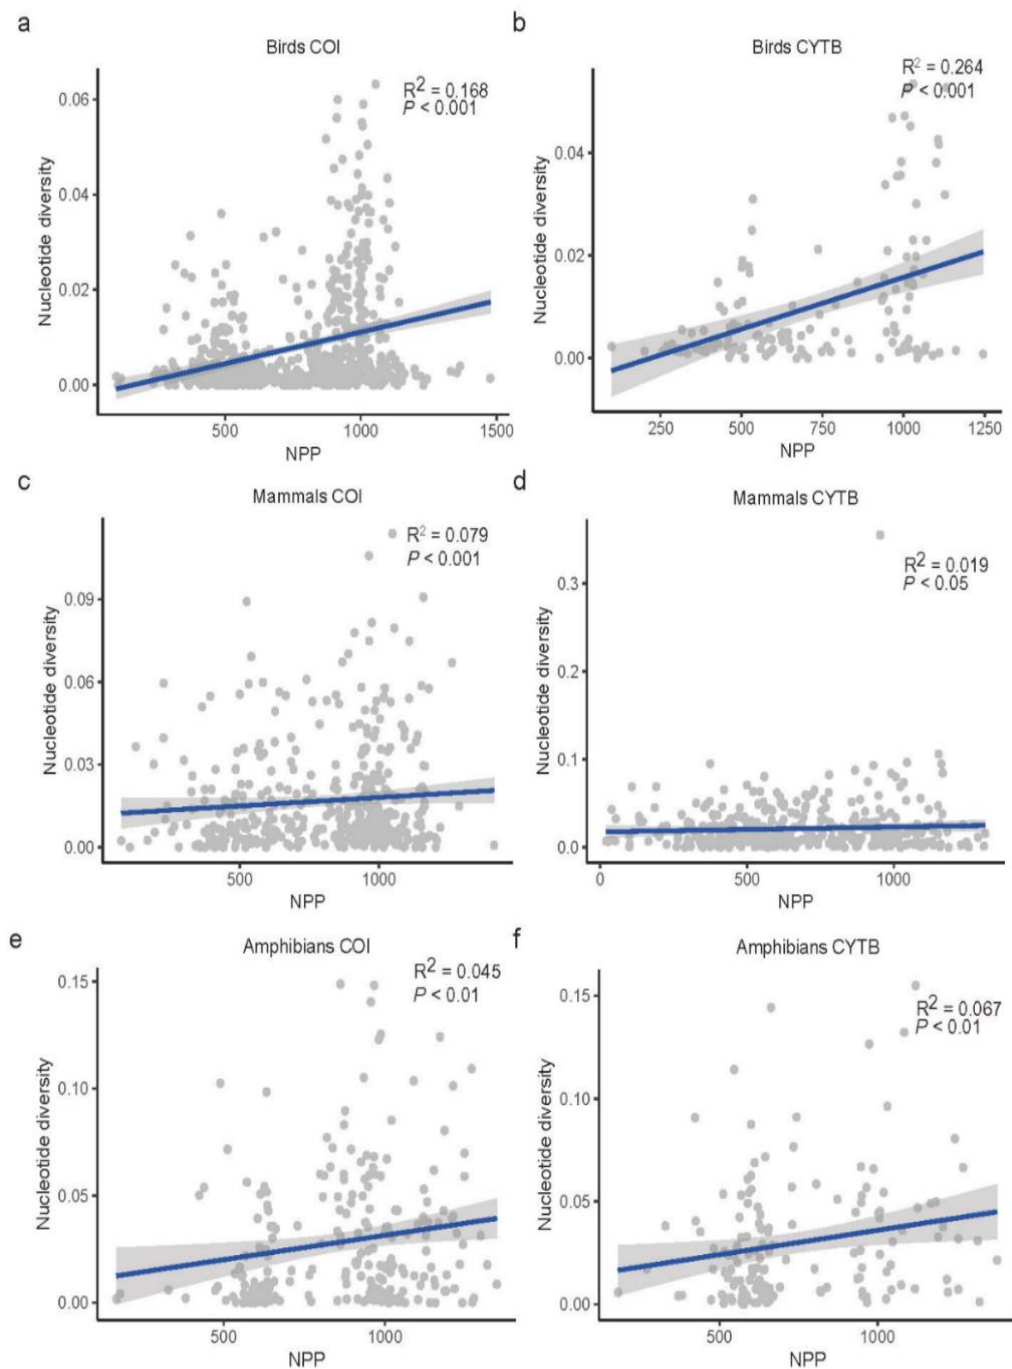 a
Birds COI
R² = 0.168
P < 0.001
Nucleotide diversity
0.06
0.04
0.02
0.00
500
1000
1500
NPP
b
Birds CYTB
R² = 0.264
P < 0.001
Nucleotide diversity
0.04
0.02
0.00
250
500
750
1000
1250
NPP
c
Mammals COI
R² = 0.079
P < 0.001
Nucleotide diversity
0.09
0.06
0.03
0.00
500
1000
NPP
d
Mammals CYTB
R² = 0.019
P < 0.05
Nucleotide diversity
0.3
0.2
0.1
0.0
0
500
1000
NPP
e
Amphibians COI
R² = 0.045
P < 0.01
Nucleotide diversity
0.15
0.10
0.05
0.00
500
1000
NPP
f
Amphibians CYTB
R² = 0.067
P < 0.01
Nucleotide diversity
0.15
0.10
0.05
0.00
500
1000
NPP